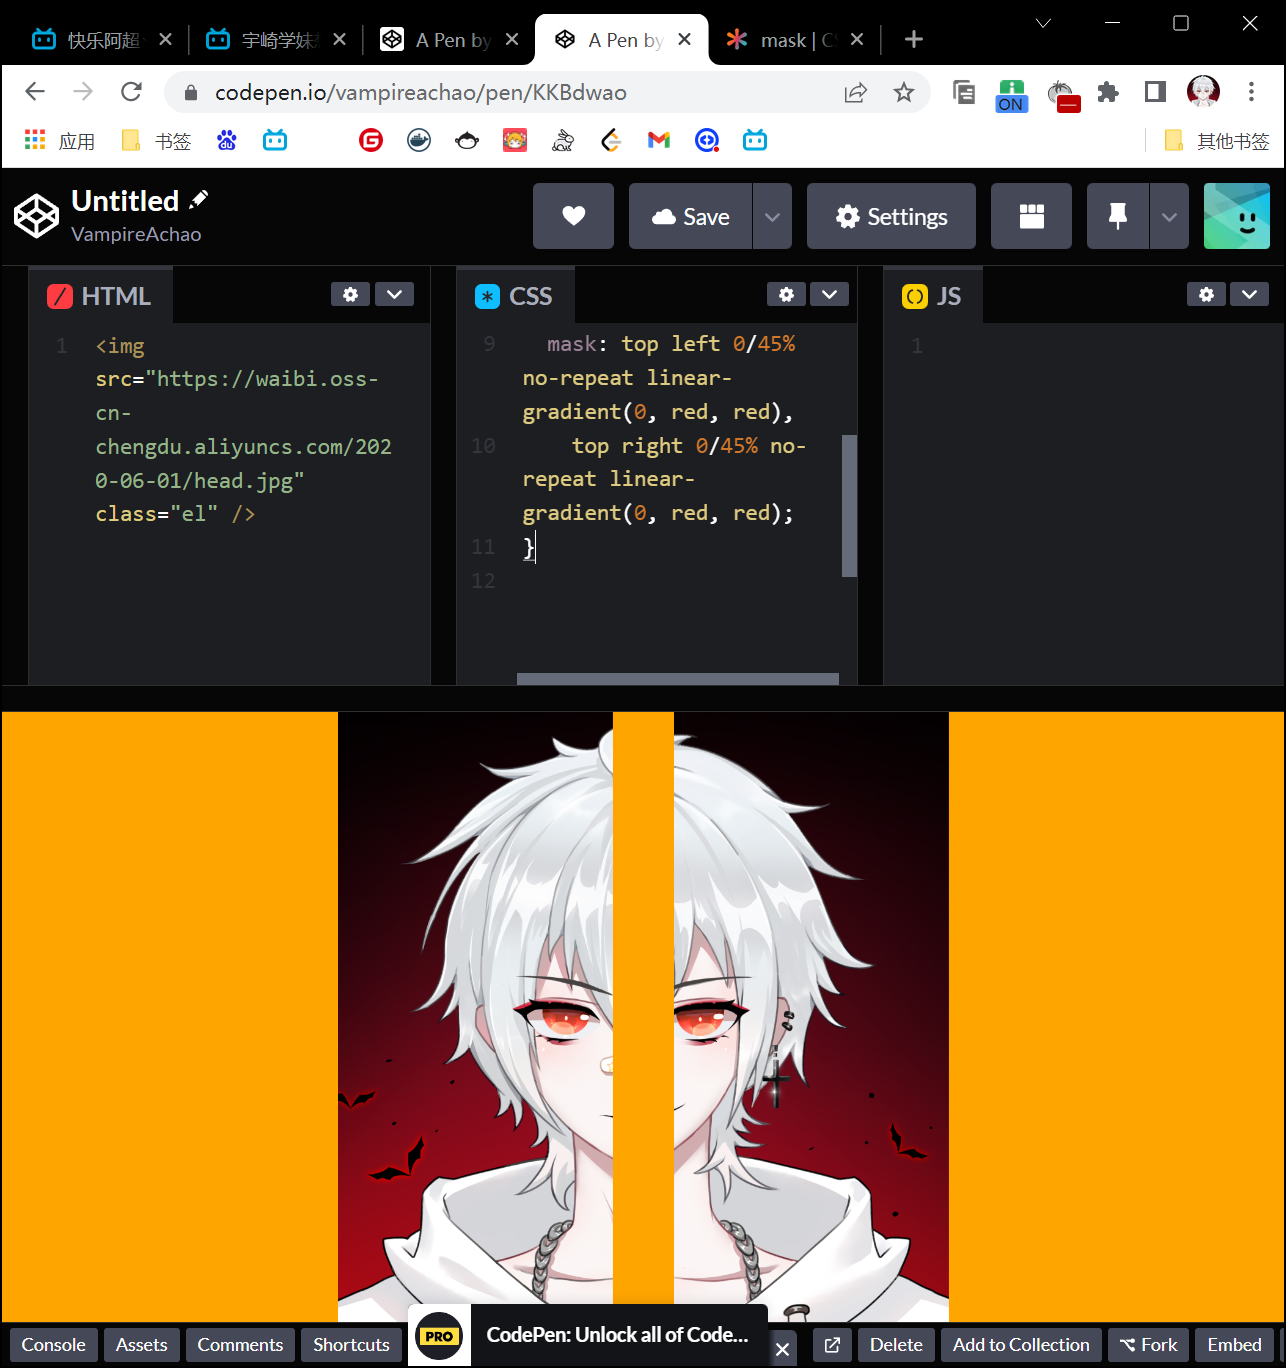 快乐阿超
宇崎学妹
A Pen by
A Pen by
mask | C
codepen.io/vampireachao/pen/KKBdwao
ON
应用
书签
其他书签
Untitled
VampireAchao
Save
Settings
HTML
CSS
JS
1 <img
src="https://waibi.oss-
cn-
chengdu.aliyuncs.com/202
0-06-01/head.jpg"
class="el" />
9 mask: top left 0/45%
no-repeat linear-
gradient(0, red, red),
10 top right 0/45% no-
repeat linear-
gradient(0, red, red);
11 }
12
1
Console
Assets
Comments
Shortcuts
PRO
CodePen: Unlock all of Code...
Delete
Add to Collection
Fork
Embed